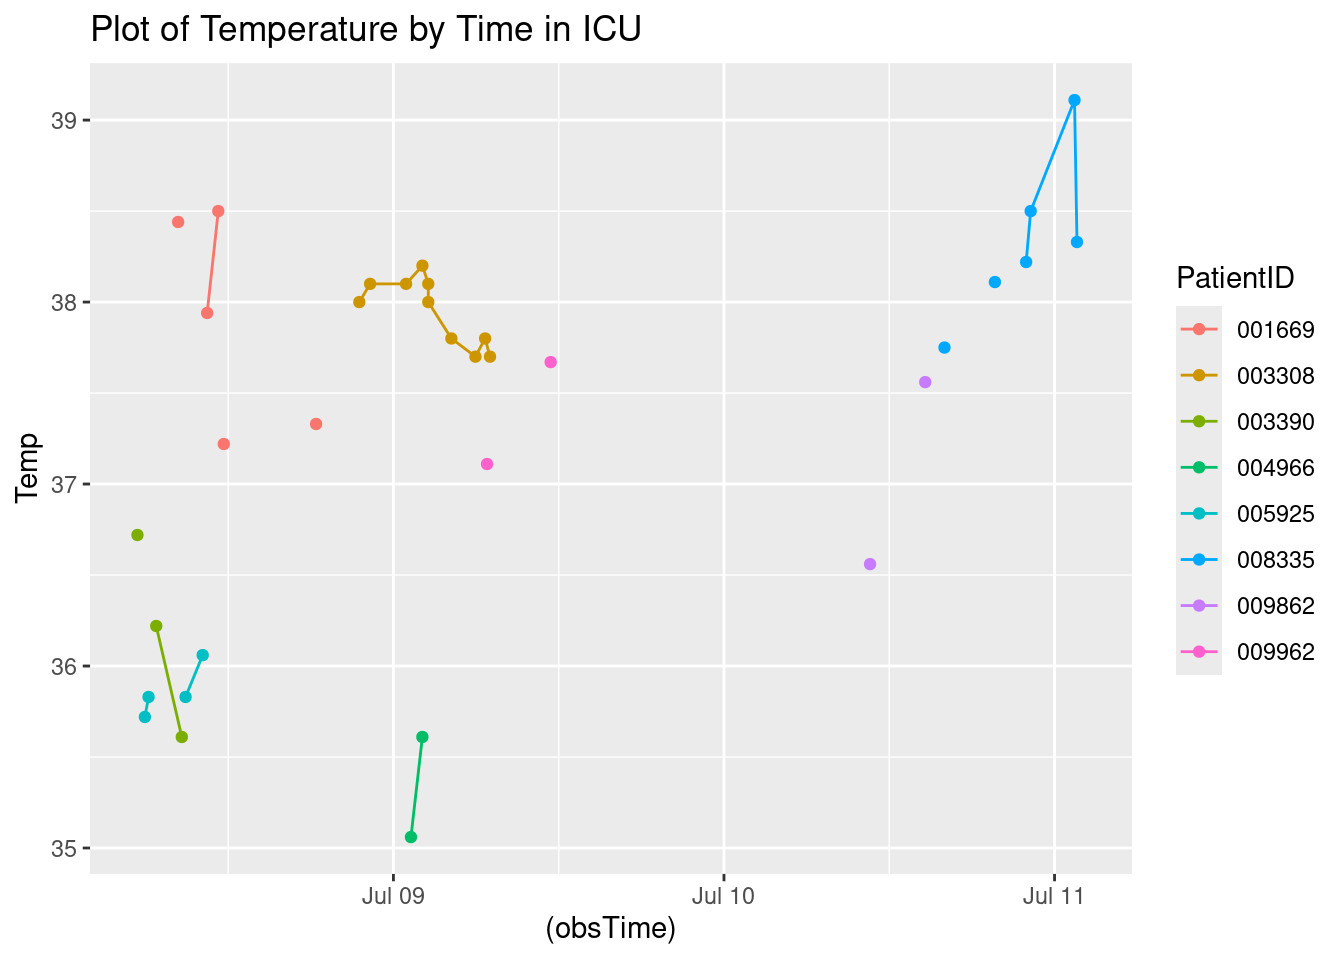 Plot of Temperature by Time in ICU
Temp
39
38
37
36
35
Jul 09 Jul 10 Jul 11
(obsTime)
PatientID
001669
003308
003390
004966
005925
008335
009862
009962